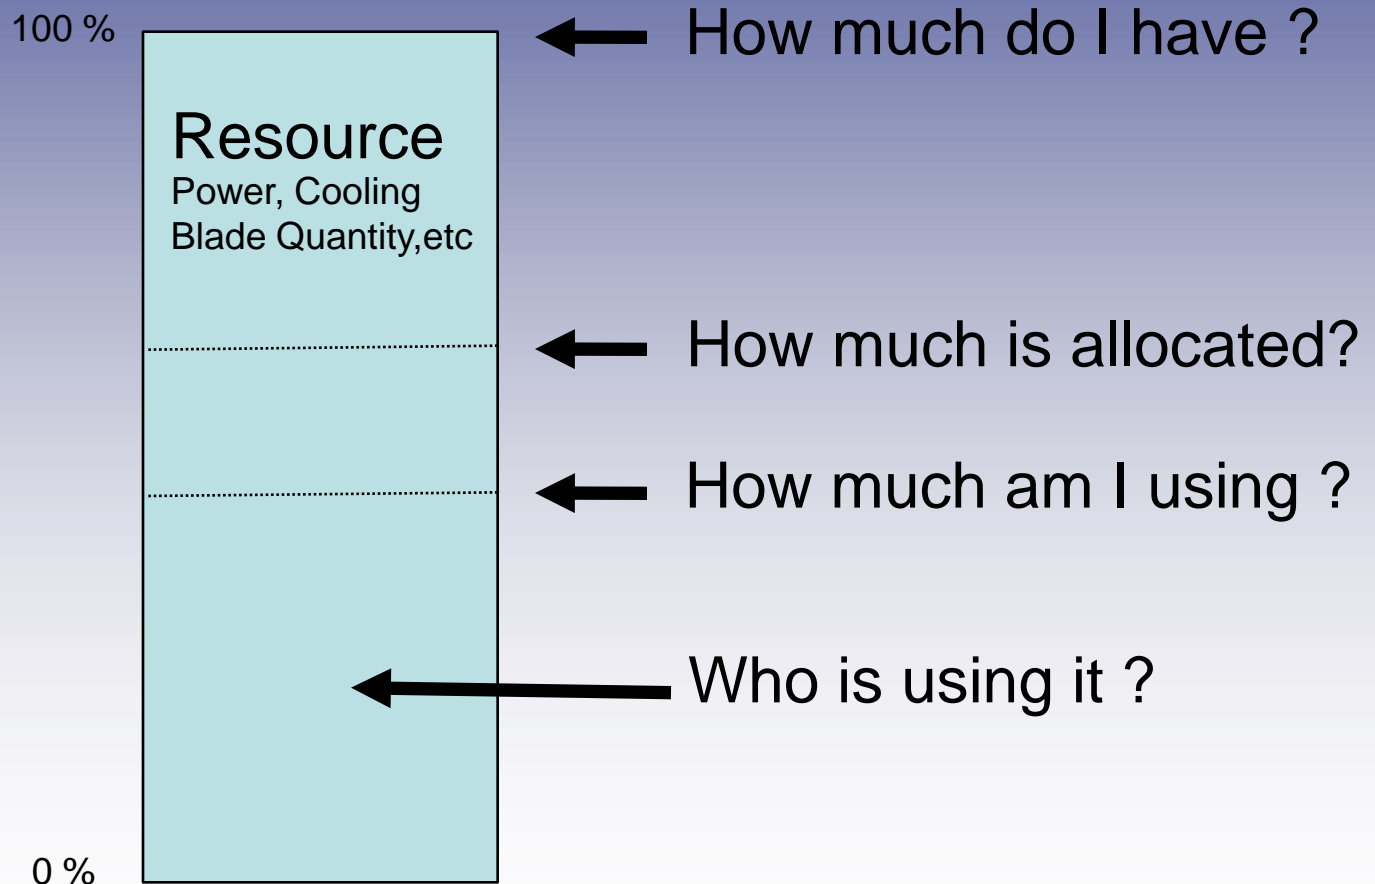 100 %
How much do I have ?
Resource
Power, Cooling
Blade Quantity,etc
How much is allocated?
How much am I using ?
Who is using it ?
0 %